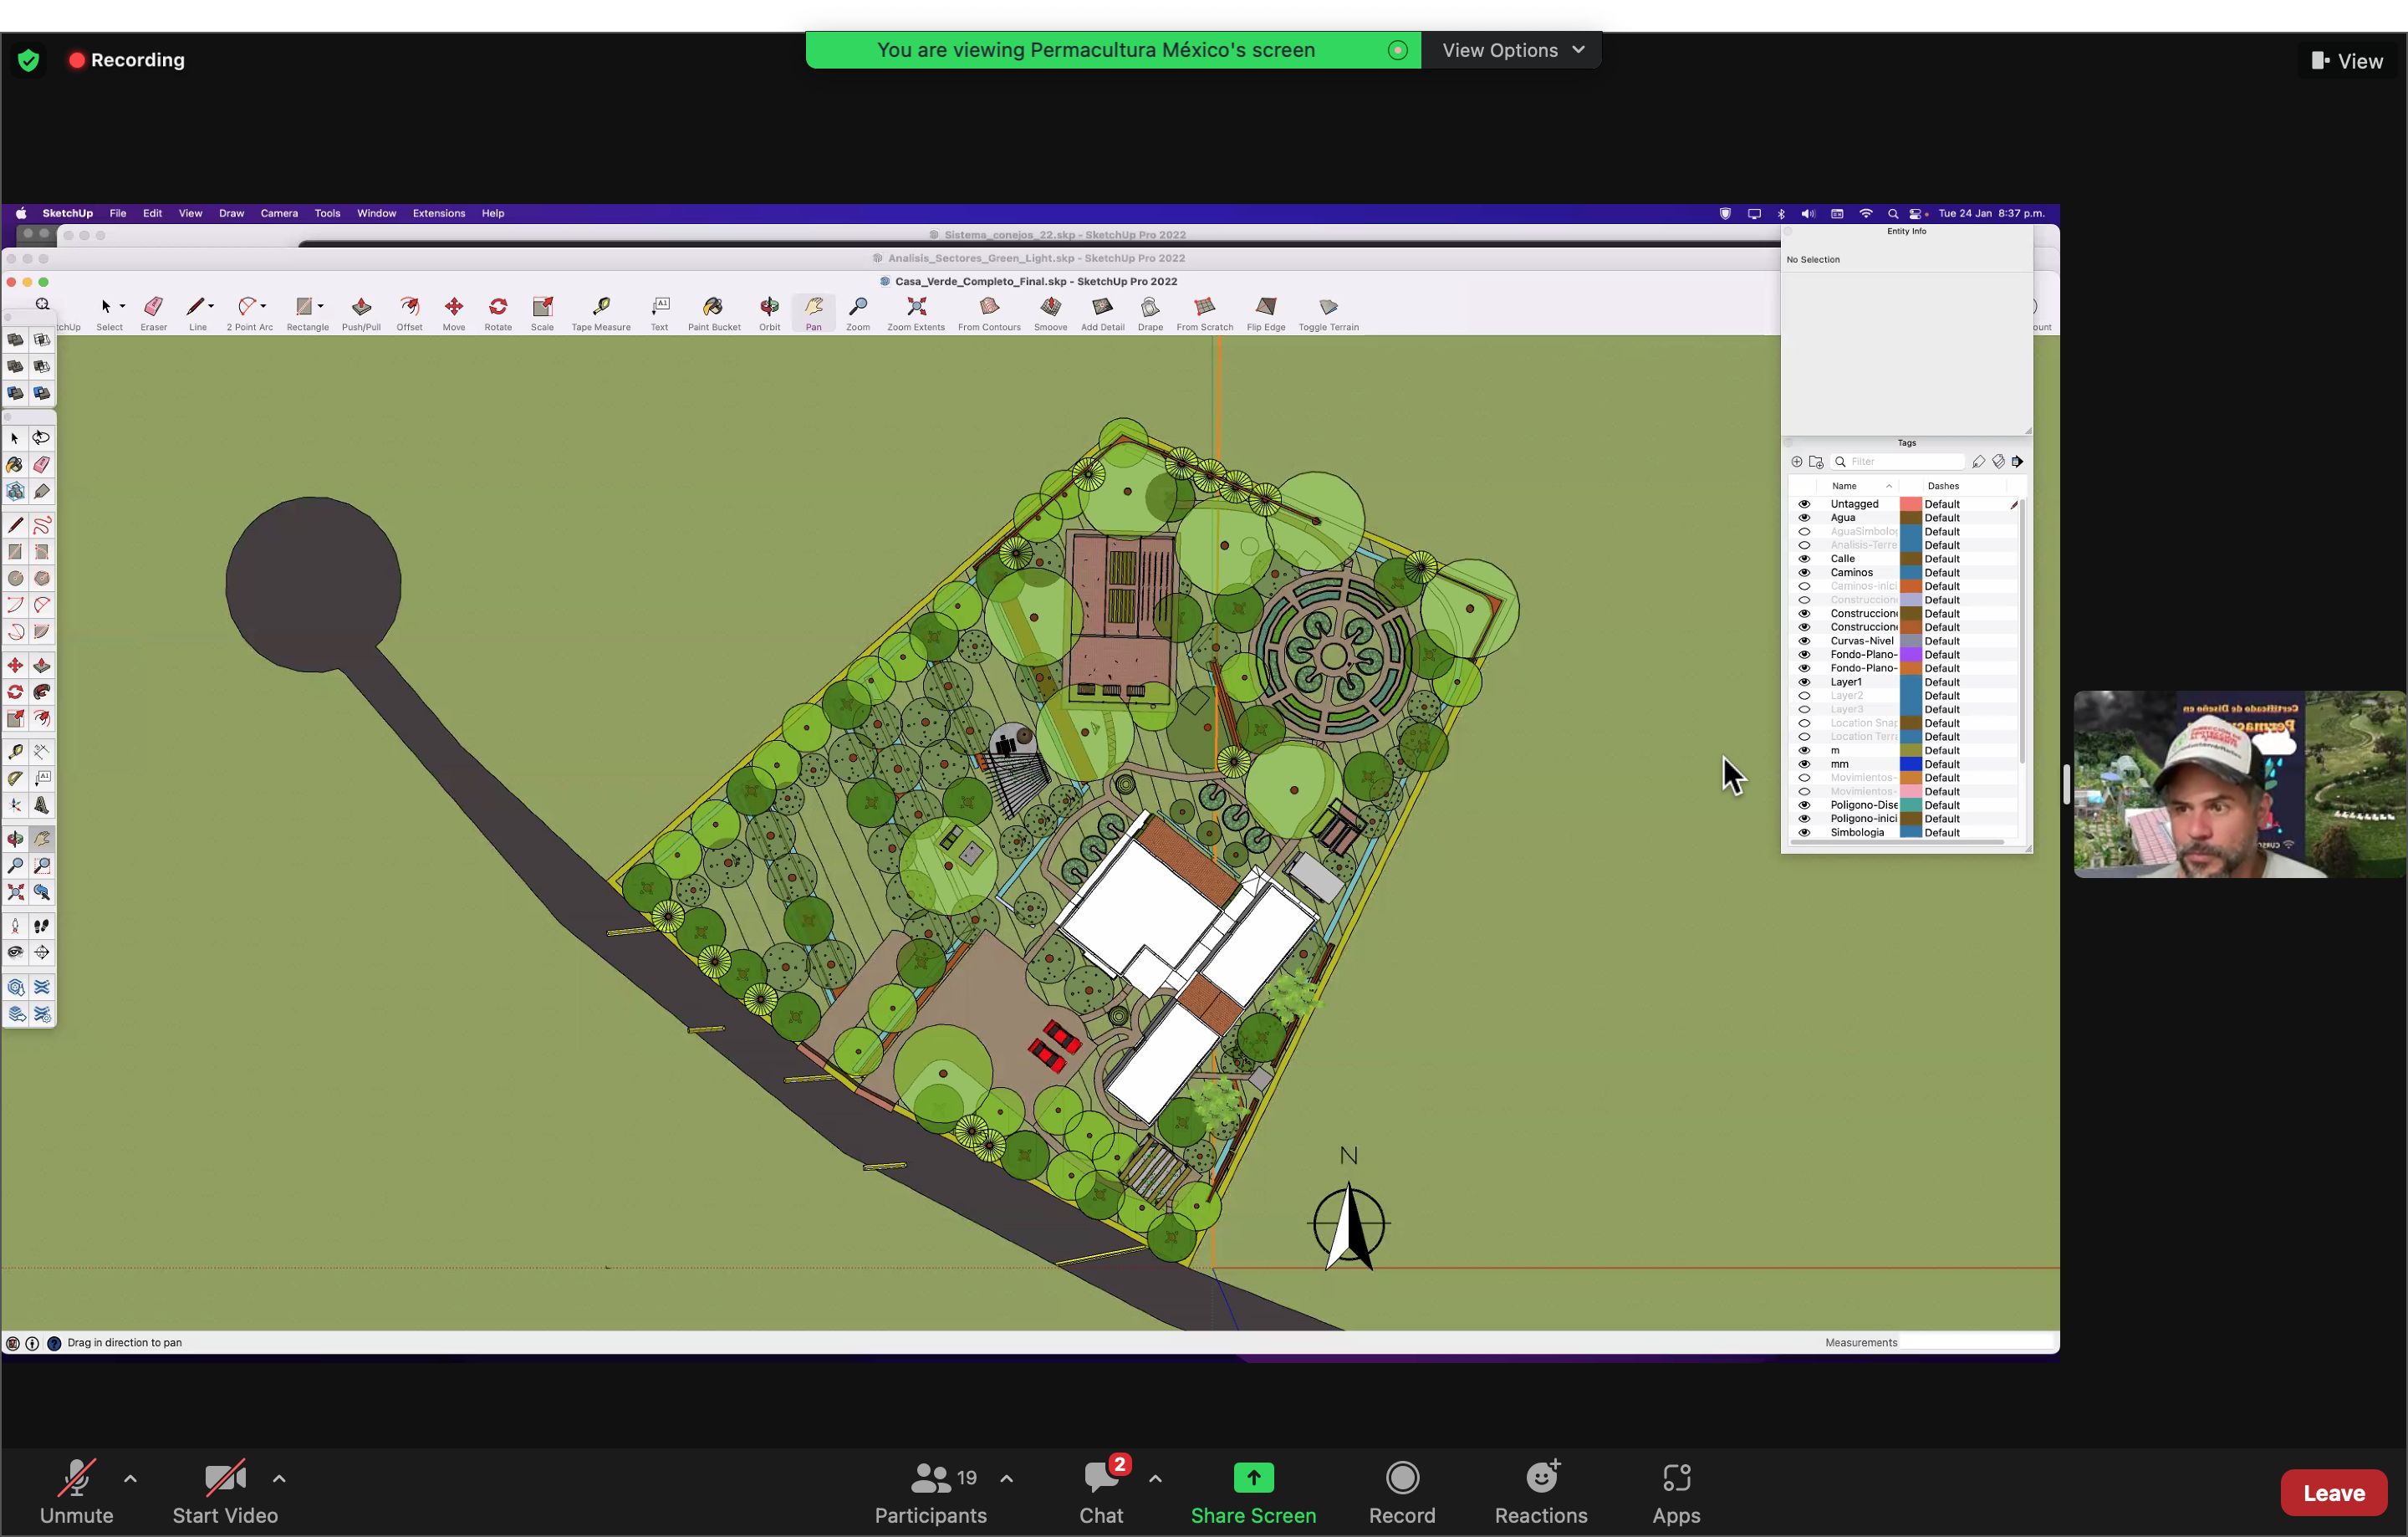 You are viewing Permacultura México's screen
View Options
Recording
View
SketchUp File Edit View Draw Camera Tools Window Extensions Help
Tue 24 Jan 8:37 p.m.
Sistema_conejos_22.skp - SketchUp Pro 2022
Analisis_Sectores_Green_Light.skp - SketchUp Pro 2022
Casa_Verde_Completo_Final.skp - SketchUp Pro 2022
chUp Select Eraser Line 2 Point Arc Rectangle Push/Pull Offset Move Rotate Scale Tape Measure Text Paint Bucket Orbit Pan Zoom Zoom Extents From Contours Smoove Add Detail Drape From Scratch Flip Edge Toggle Terrain
ount
Entity Info
No Selection
Tags
Filter
Name Dashes
Untagged Default
Agua Default
AguaSimbolo Default
Analisis-Terre Default
Calle Default
Caminos Default
Caminos-inici Default
Construccion Default
Construccion Default
Construccion Default
Curvas-Nivel Default
Fondo-Plano- Default
Fondo-Plano- Default
Layer1 Default
Layer2 Default
Layer3 Default
Location Snap Default
Location Terra Default
m Default
mm Default
Movimientos- Default
Movimientos- Default
Poligono-Dise Default
Poligono-inici Default
Simbologia Default
Certificado de Diseño en
N
Drag in direction to pan
Measurements
Unmute
Start Video
19
Participants
2
Chat
Share Screen
Record
Reactions
Apps
Leave